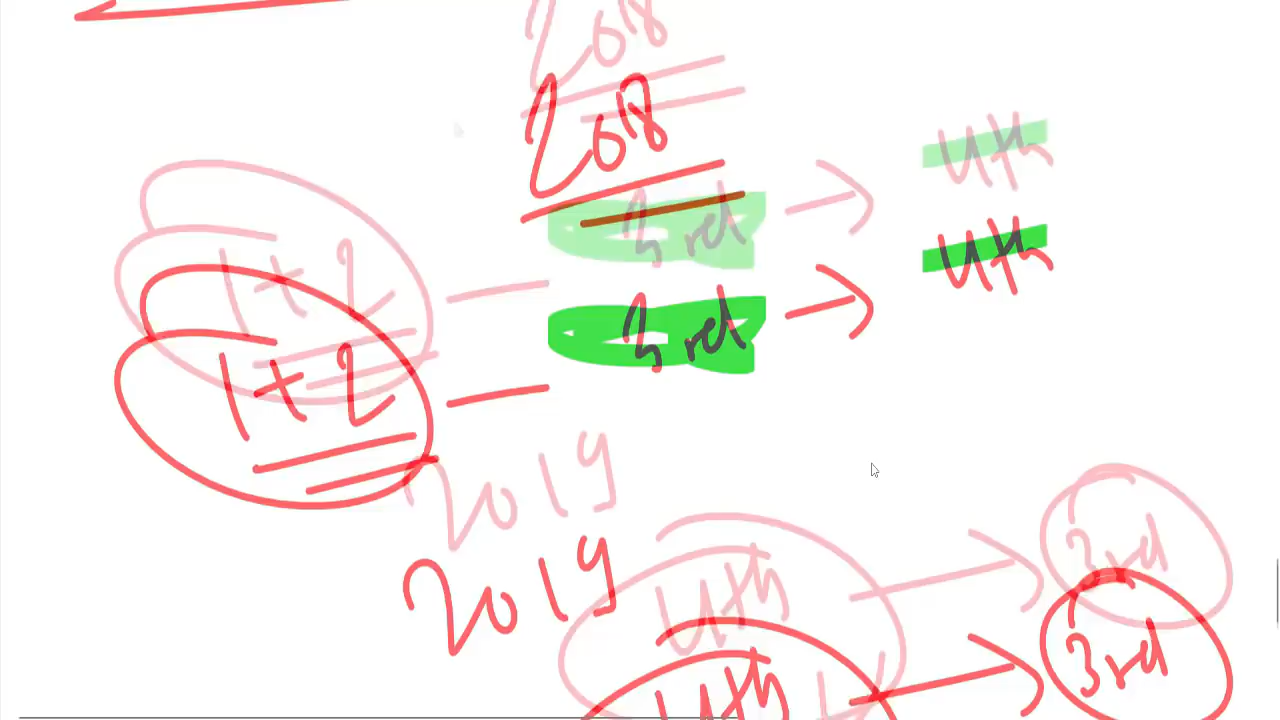 2018
3rd → 4th
1+2 —
2019
4th → 3rd